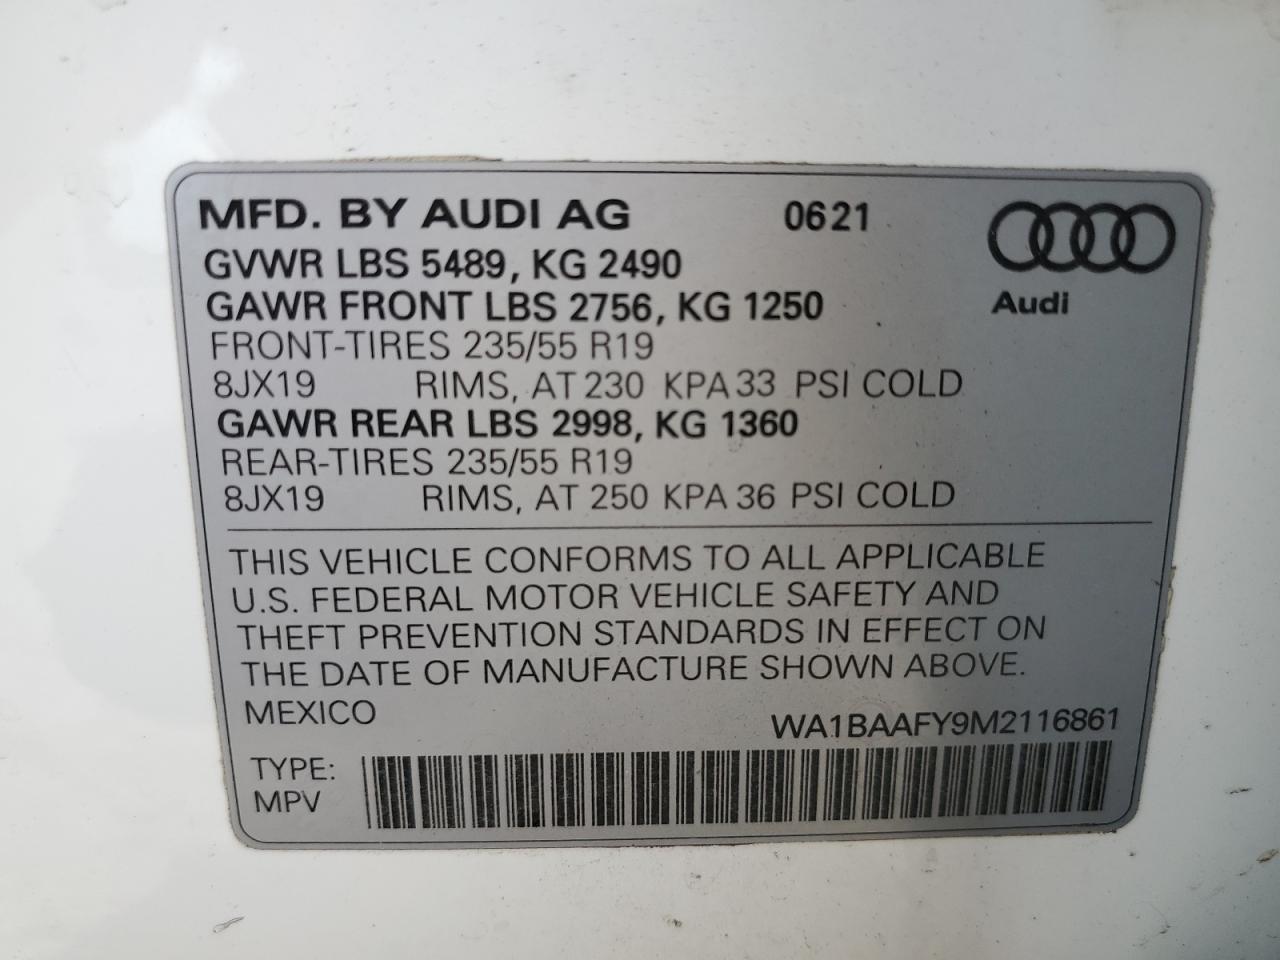 MFD. BY AUDI AG 0621
GVWR LBS 5489, KG 2490
GAWR FRONT LBS 2756, KG 1250
Audi
FRONT-TIRES 235/55 R19
8JX19 RIMS, AT 230 KPA 33 PSI COLD
GAWR REAR LBS 2998, KG 1360
REAR-TIRES 235/55 R19
8JX19 RIMS, AT 250 KPA 36 PSI COLD
THIS VEHICLE CONFORMS TO ALL APPLICABLE
U.S. FEDERAL MOTOR VEHICLE SAFETY AND
THEFT PREVENTION STANDARDS IN EFFECT ON
THE DATE OF MANUFACTURE SHOWN ABOVE.
MEXICO WA1BAAFY9M2116861
TYPE:
MPV